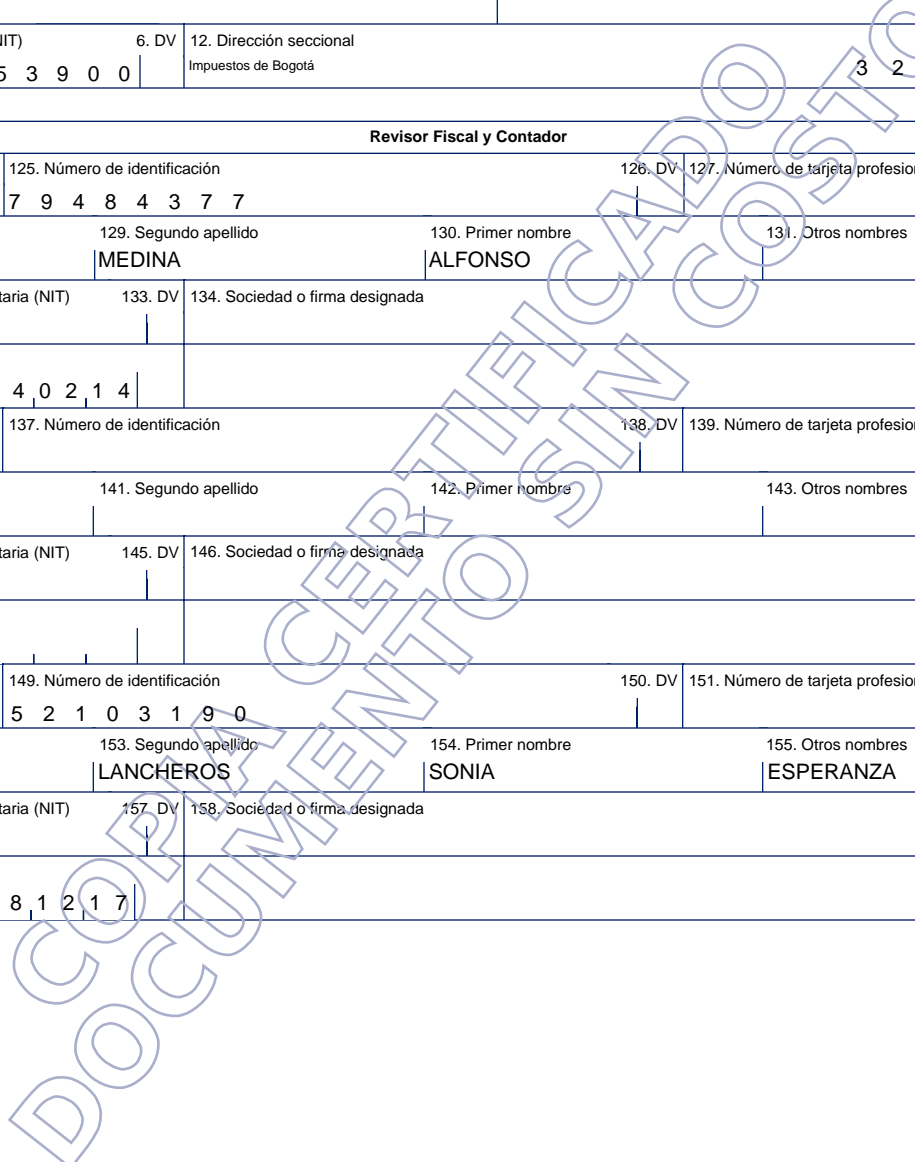 NIT) 6. DV 12. Dirección seccional
5 3 9 0 0 Impuestos de Bogotá 3 2
Revisor Fiscal y Contador
125. Número de identificación 126. DV 127. Número de tarjeta profesion
7 9 4 8 4 3 7 7
129. Segundo apellido 130. Primer nombre 131. Otros nombres
MEDINA ALFONSO
taria (NIT) 133. DV 134. Sociedad o firma designada
4 0 2 1 4
137. Número de identificación 138. DV 139. Número de tarjeta profesion
141. Segundo apellido 142. Primer nombre 143. Otros nombres
taria (NIT) 145. DV 146. Sociedad o firma designada
149. Número de identificación 150. DV 151. Número de tarjeta profesion
5 2 1 0 3 1 9 0
153. Segundo apellido 154. Primer nombre 155. Otros nombres
LANCHEROS SONIA ESPERANZA
taria (NIT) 157. DV 158. Sociedad o firma designada
8 1 2 1 7
COPIA CERTIFICADO
DOCUMENTO SIN COSTO